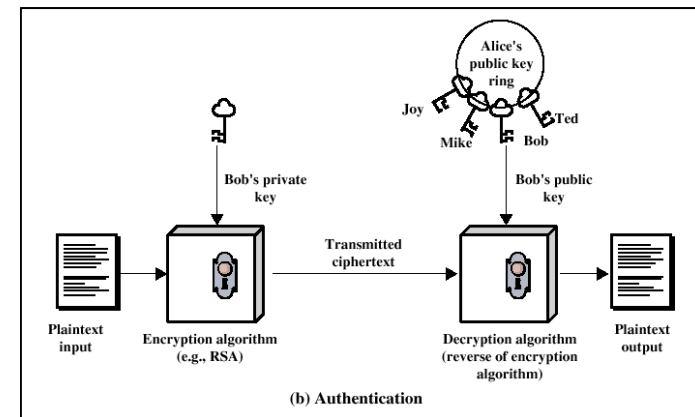 Alice's
public key
ring
Joy
Mike
Bob
Ted
Bob's private
key
Bob's public
key
Transmitted
ciphertext
Plaintext
input
Encryption algorithm
(e.g., RSA)
Decryption algorithm
(reverse of encryption
algorithm)
Plaintext
output
(b) Authentication